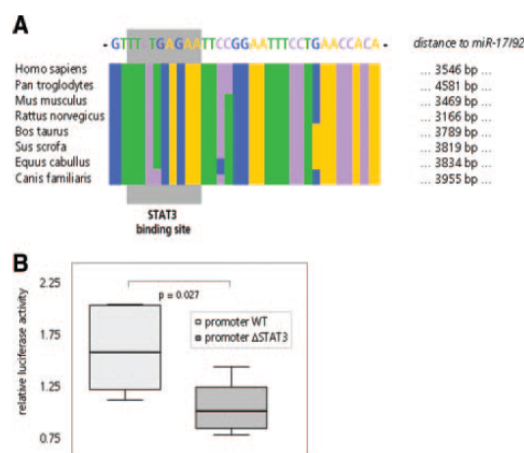 A
- GTTTCTGAGAATTCCGGAATTTCCTGAACCACA - distance to miR-17/92
Homo sapiens ... 3546 bp ...
Pan troglodytes ... 4581 bp ...
Mus musculus ... 3469 bp ...
Rattus norvegicus ... 3166 bp ...
Bos taurus ... 3789 bp ...
Sus scrofa ... 3819 bp ...
Equus cabullus ... 3834 bp ...
Canis familiaris ... 3955 bp ...
STAT3
binding site
B
relative luciferase activity
2.25
p = 0.027
promoter WT
1.75
promoter ΔSTAT3
1.25
0.75